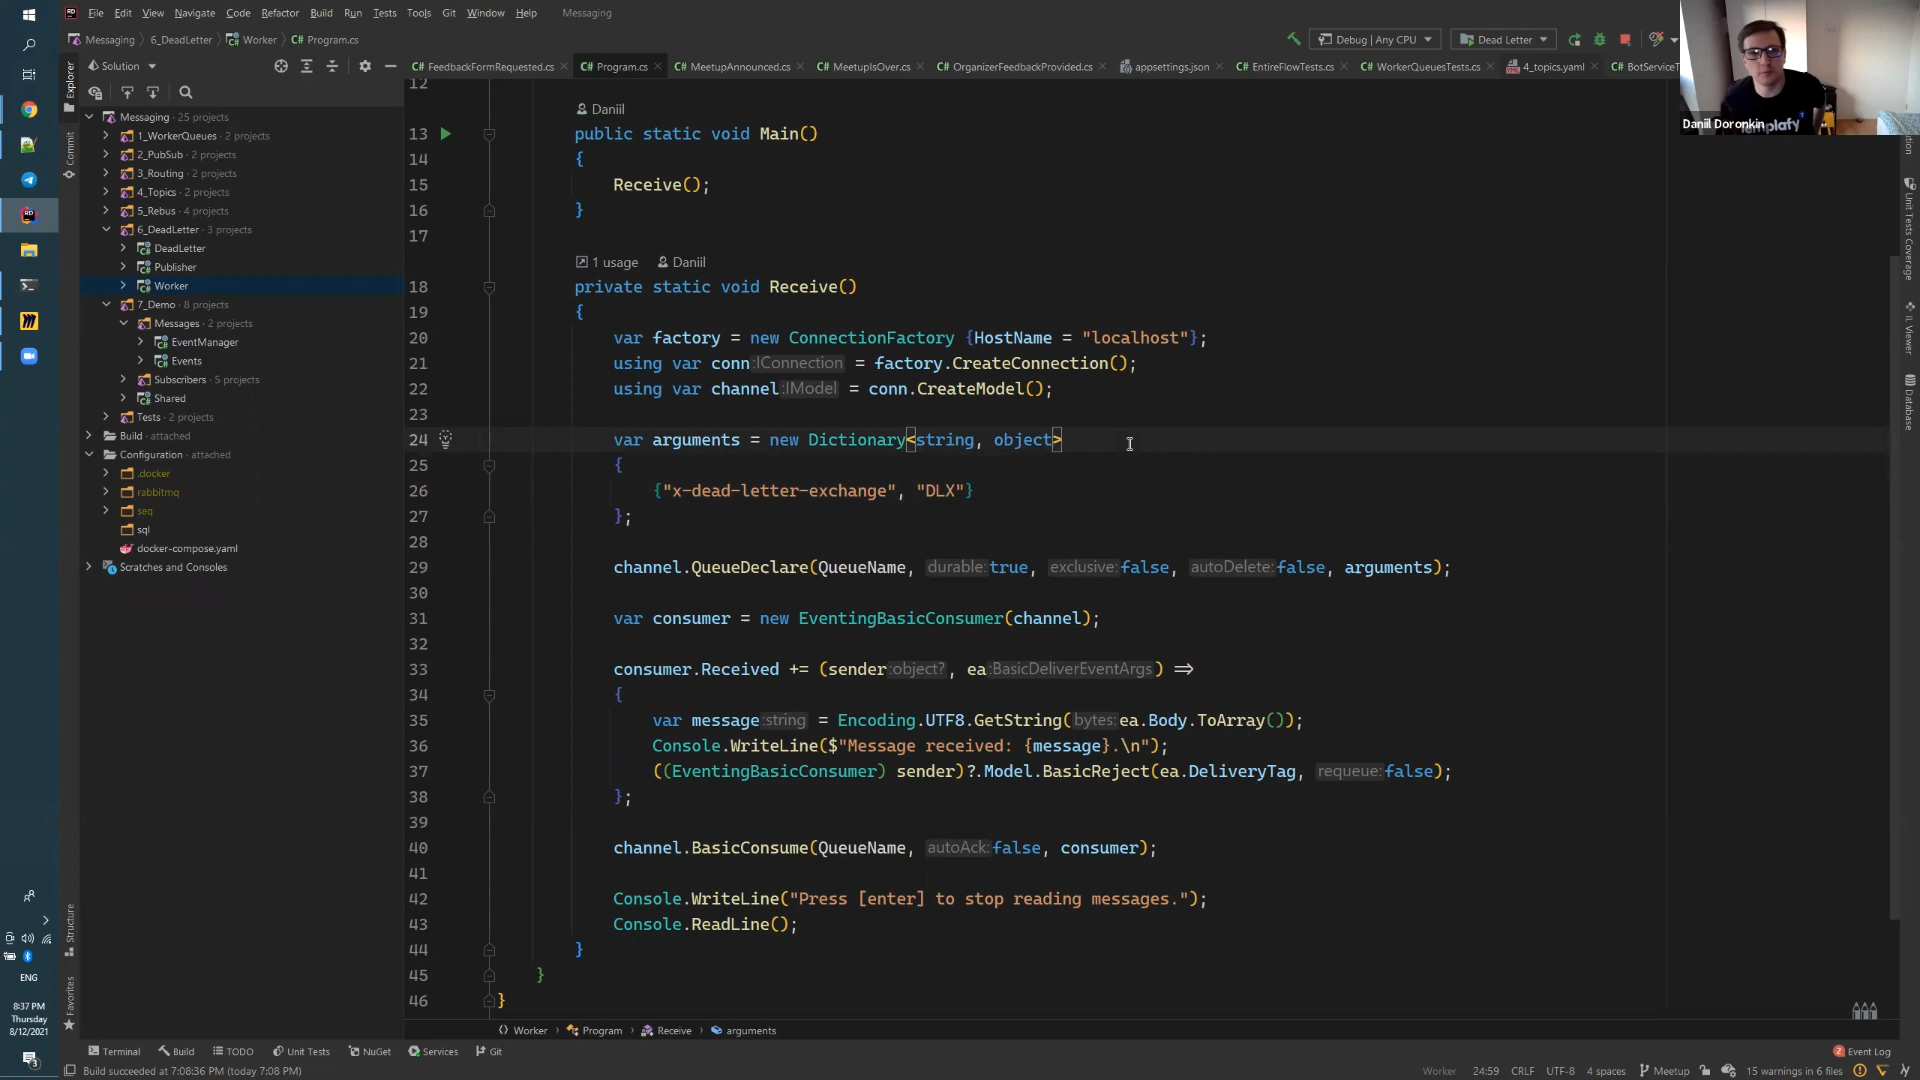 File Edit View Navigate Code Refactor Build Run Tests Tools Git Window Help Messaging
Messaging 6_DeadLetter Worker Program.cs
Debug | Any CPU Dead Letter
Daniil Doronkin
templafy
Solution
FeedbackFormRequested.cs Program.cs MeetupAnnounced.cs MeetupIsOver.cs OrganizerFeedbackProvided.cs appsettings.json EntireFlowTests.cs WorkerQueuesTests.cs 4_topics.yaml BotServiceT
Explorer
Commit
Structure
Favorites
Messaging · 25 projects
1_WorkerQueues · 2 projects
2_PubSub · 2 projects
3_Routing · 2 projects
4_Topics · 2 projects
5_Rebus · 4 projects
6_DeadLetter · 3 projects
DeadLetter
Publisher
Worker
7_Demo · 8 projects
Messages · 2 projects
EventManager
Events
Subscribers · 5 projects
Shared
Tests · 2 projects
Build · attached
Configuration · attached
.docker
rabbitmq
seq
sql
docker-compose.yaml
Scratches and Consoles
12
Daniil
13 public static void Main()
14 {
15 Receive();
16 }
17
1 usage Daniil
18 private static void Receive()
19 {
20 var factory = new ConnectionFactory {HostName = "localhost"};
21 using var conn:IConnection = factory.CreateConnection();
22 using var channel:IModel = conn.CreateModel();
23
24 var arguments = new Dictionary<string, object>
25 {
26 {"x-dead-letter-exchange", "DLX"}
27 };
28
29 channel.QueueDeclare(QueueName, durable:true, exclusive:false, autoDelete:false, arguments);
30
31 var consumer = new EventingBasicConsumer(channel);
32
33 consumer.Received += (sender:object?, ea:BasicDeliverEventArgs) =>
34 {
35 var message:string = Encoding.UTF8.GetString(bytes:ea.Body.ToArray());
36 Console.WriteLine($"Message received: {message}.\n");
37 ((EventingBasicConsumer) sender)?.Model.BasicReject(ea.DeliveryTag, requeue:false);
38 };
39
40 channel.BasicConsume(QueueName, autoAck:false, consumer);
41
42 Console.WriteLine("Press [enter] to stop reading messages.");
43 Console.ReadLine();
44 }
45 }
46 }
Unit Tests Coverage
IL Viewer
Database
Worker Program Receive arguments
Terminal Build TODO Unit Tests NuGet Services Git
2 Event Log
Build succeeded at 7:08:36 PM (today 7:08 PM)
Worker 24:59 CRLF UTF-8 4 spaces Meetup 15 warnings in 6 files
ENG
8:37 PM
Thursday
8/12/2021
3